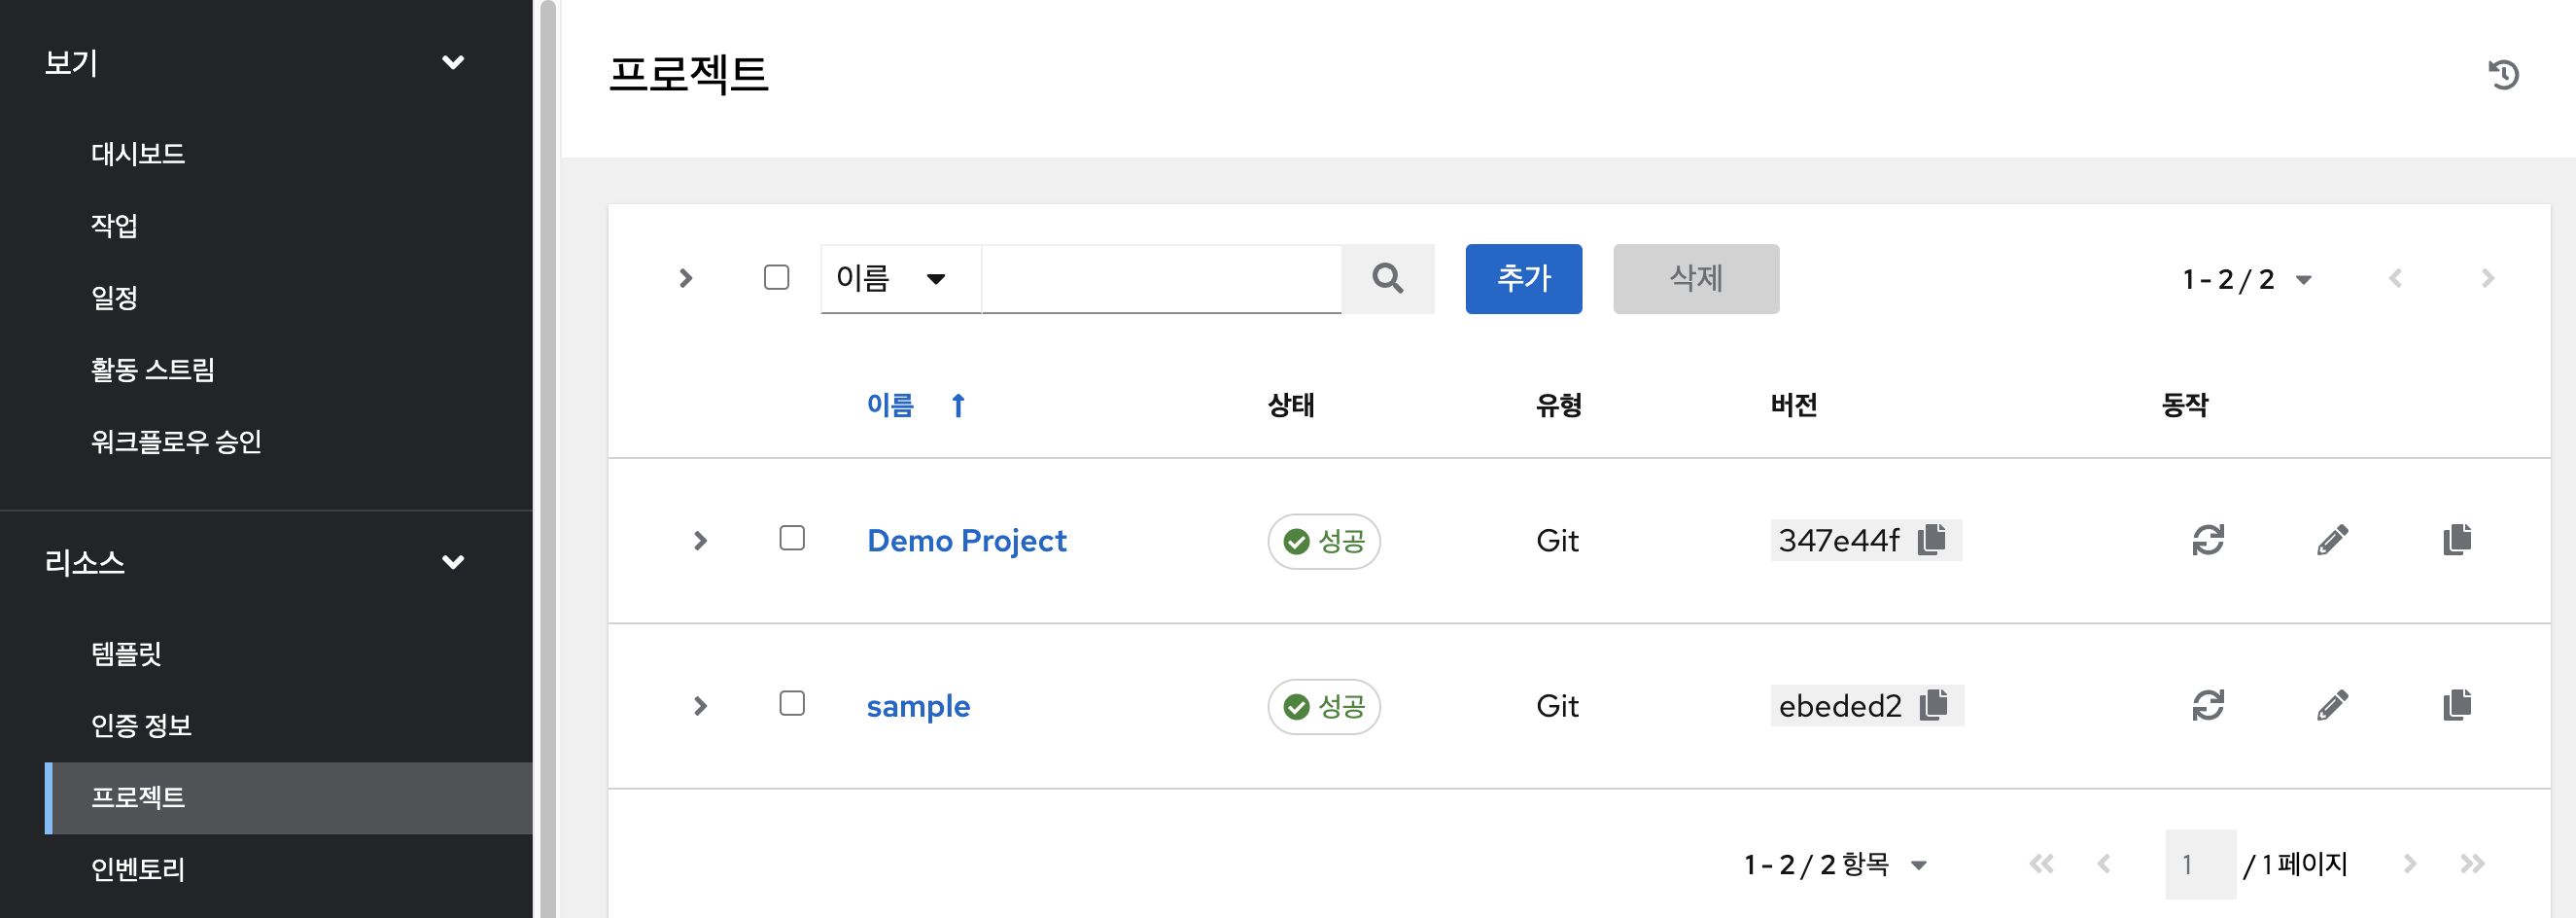 보기
대시보드
작업
일정
활동 스트림
워크플로우 승인
리소스
템플릿
인증 정보
프로젝트
인벤토리
프로젝트
이름 추가 삭제 1 - 2 / 2
이름 상태 유형 버전 동작
Demo Project 성공 Git 347e44f
sample 성공 Git ebeded2
1 - 2 / 2 항목 1 / 1 페이지